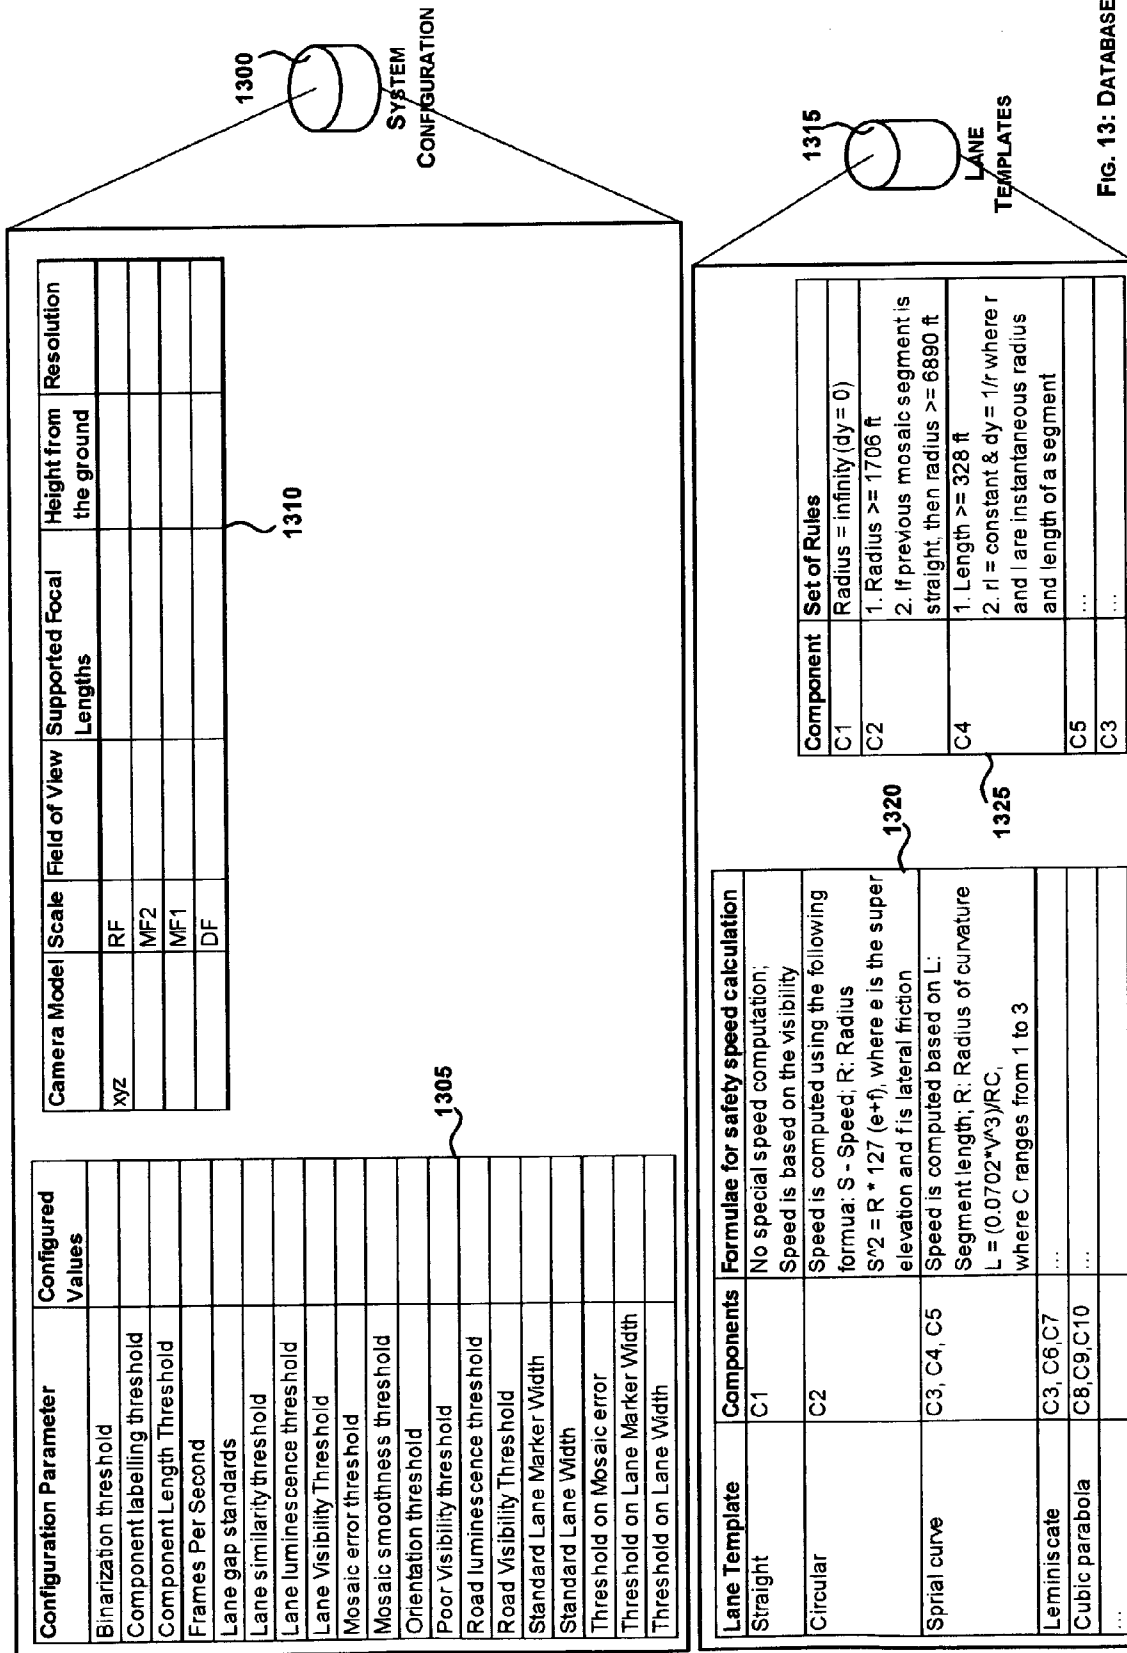 Configuration Parameter Configured
Values
Binarization threshold
Component labelling threshold
Component Length Threshold
Frames Per Second
Lane gap standards
Lane similarity threshold
Lane luminescence threshold
Lane Visibility Threshold
Mosaic error threshold
Mosaic smoothness threshold
Orientation threshold
Poor Visibility threshold
Road luminescence threshold
Road Visibility Threshold
Standard Lane Marker Width
Standard Lane Width
Threshold on Mosaic error
Threshold on Lane Marker Width
Threshold on Lane Width
1305
Camera Model Scale Field of View Supported Focal Height from Resolution
Lengths the ground
xyz RF
MF2
MF1
DF
1310
1300
SYSTEM
CONFIGURATION
Lane Template Components Formulae for safety speed calculation
Straight C1 No special speed computation;
Speed is based on the visibility
Circular C2 Speed is computed using the following
formua: S - Speed; R: Radius
S^2 = R * 127 (e+f), where e is the super
elevation and f is lateral friction
Sprial curve C3, C4, C5 Speed is computed based on L:
Segment length; R: Radius of curvature
L = (0.0702*V^3)/RC,
where C ranges from 1 to 3
Leminiscate C3, C6,C7 ...
Cubic parabola C8,C9,C10 ...
...
1320
Component Set of Rules
C1 Radius = infinity (dy = 0)
C2 1. Radius >= 1706 ft
2. If previous mosaic segment is
straight, then radius >= 6890 ft
C4 1. Length >= 328 ft
2. rl = constant & dy = 1/r where r
and l are instantaneous radius
and length of a segment
C5 ...
C3 ...
1325
1315
LANE
TEMPLATES
FIG. 13: DATABASE